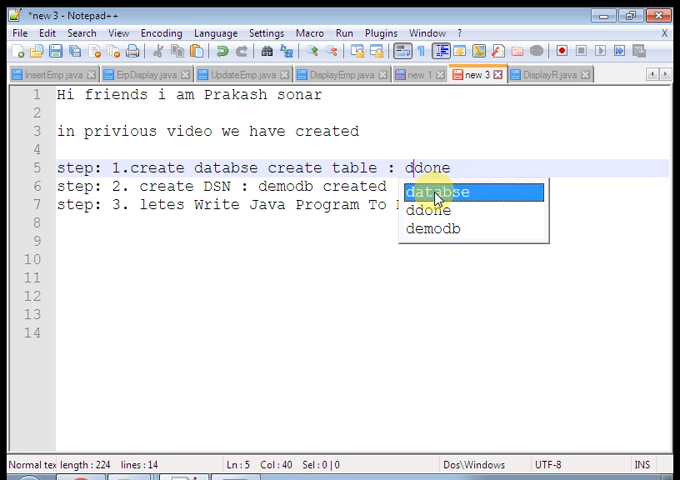 *new 3 - Notepad++
File Edit Search View Encoding Language Settings Macro Run Plugins Window ? X
insertEmp.java ErpDisplay.java UpdateEmp.java DisplayEmp.java new 1 new 3 DisplayR.java
1 Hi friends i am Prakash sonar
2
3 in privious video we have created
4
5 step: 1.create databse create table : ddone
6 step: 2. create DSN : demodb created
7 step: 3. letes Write Java Program To
8
9
10
11
12
13
14
databse
ddone
demodb
Normal tex length : 224 lines : 14 Ln : 5 Col : 40 Sel : 0 | 0 Dos\Windows UTF-8 INS